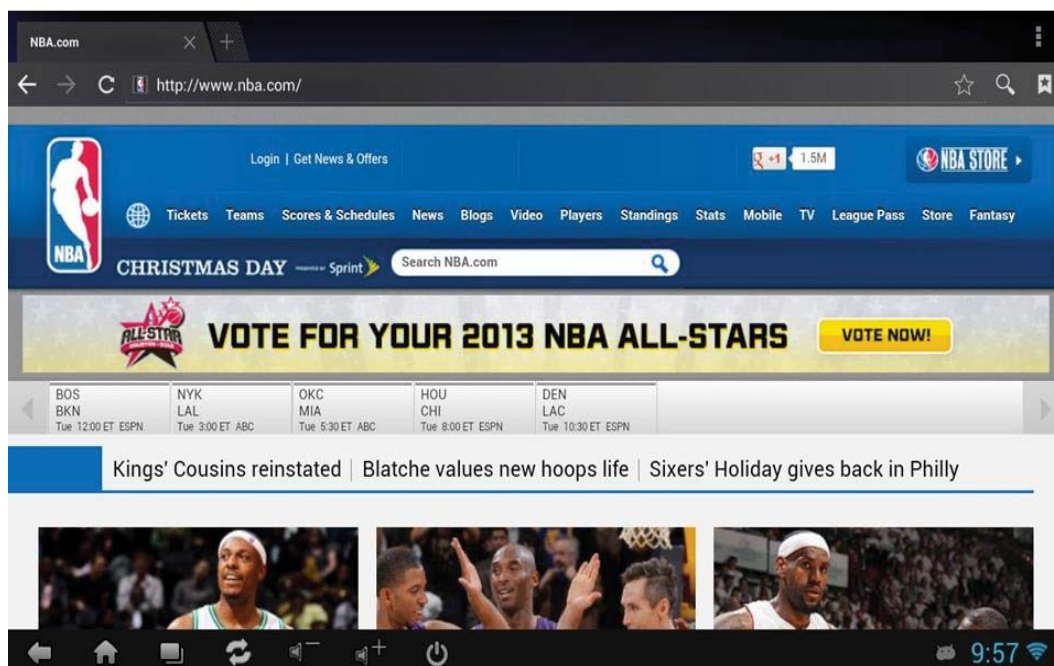 NBA.com
http://www.nba.com/
Login | Get News & Offers
+1 1.5M
NBA STORE
Tickets Teams Scores & Schedules News Blogs Video Players Standings Stats Mobile TV League Pass Store Fantasy
NBA
CHRISTMAS DAY
Sprint
Search NBA.com
ALL-STAR
VOTE FOR YOUR 2013 NBA ALL-STARS
VOTE NOW!
BOS
BKN
Tue 12:00 ET ESPN
NYK
LAL
Tue 3:00 ET ABC
OKC
MIA
Tue 5:30 ET ABC
HOU
CHI
Tue 8:00 ET ESPN
DEN
LAC
Tue 10:30 ET ESPN
Kings' Cousins reinstated | Blatche values new hoops life | Sixers' Holiday gives back in Philly
9:57